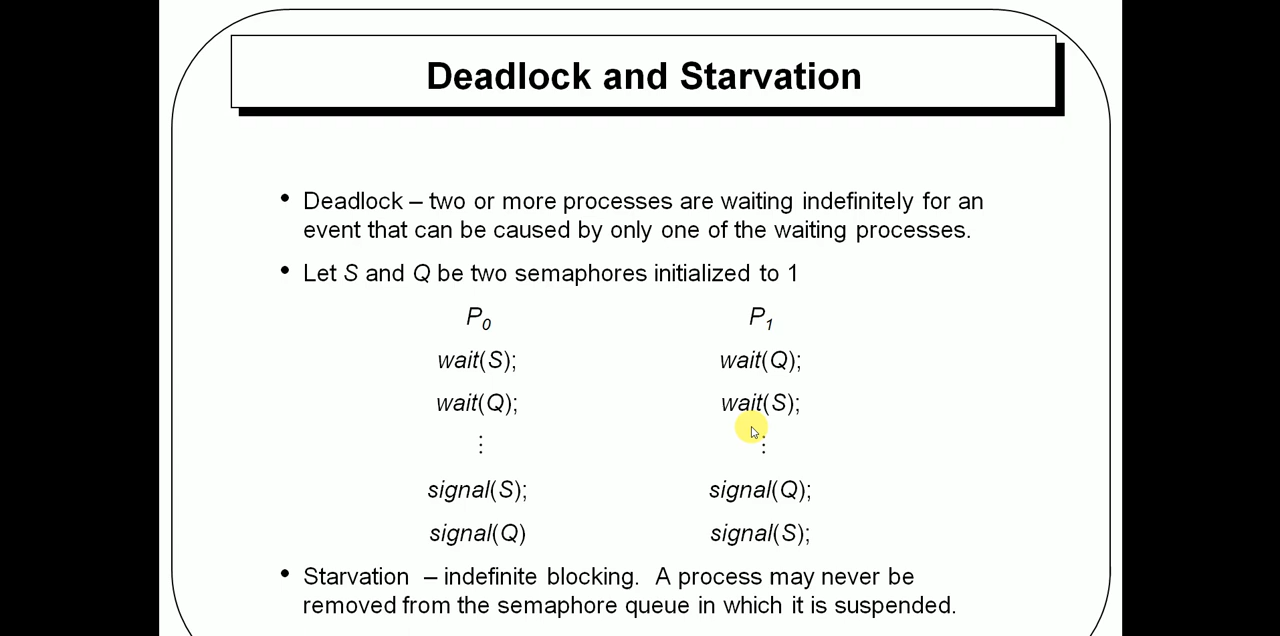 Deadlock and Starvation
• Deadlock – two or more processes are waiting indefinitely for an
event that can be caused by only one of the waiting processes.
• Let S and Q be two semaphores initialized to 1
P0 P1
wait(S); wait(Q);
wait(Q); wait(S);
⋮ ⋮
signal(S); signal(Q);
signal(Q) signal(S);
• Starvation – indefinite blocking. A process may never be
removed from the semaphore queue in which it is suspended.